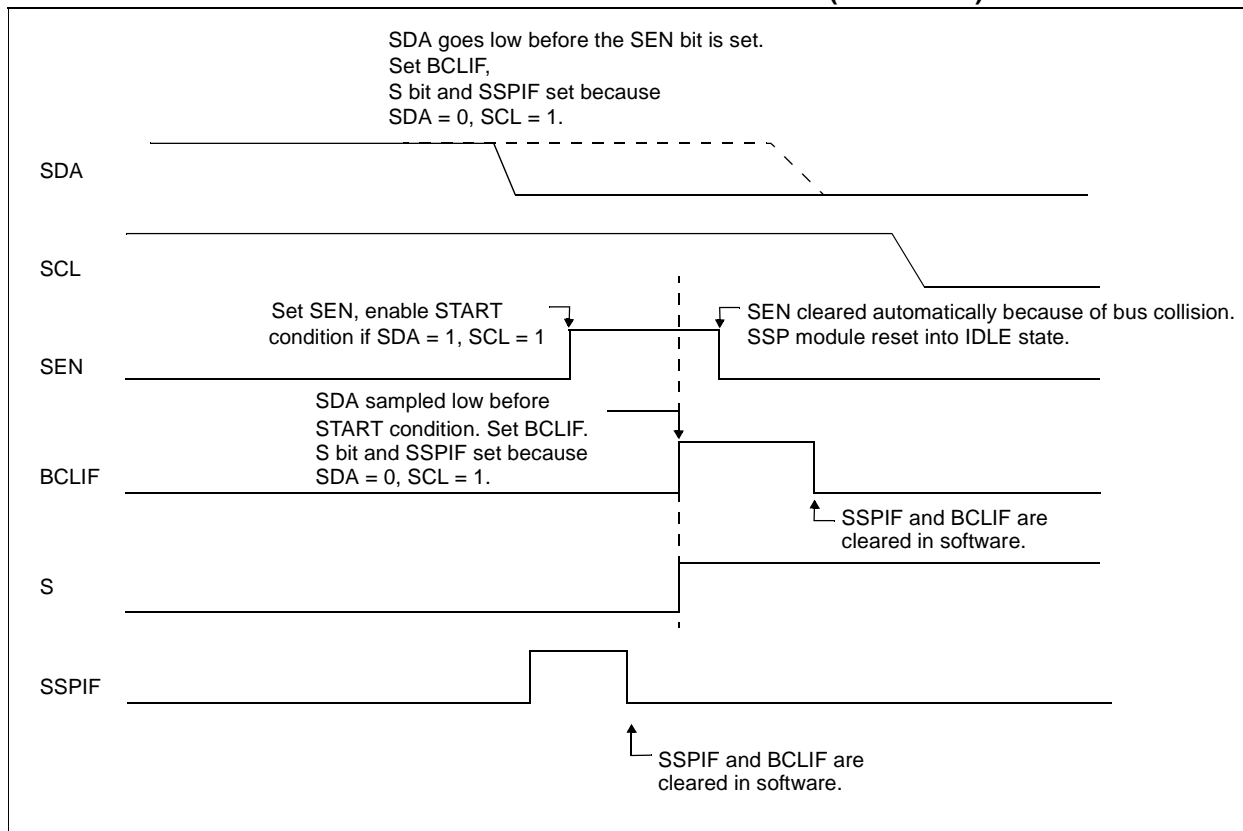 SDA goes low before the SEN bit is set.
Set BCLIF,
S bit and SSPIF set because
SDA = 0, SCL = 1.
SDA
SCL
Set SEN, enable START
condition if SDA = 1, SCL = 1
SEN cleared automatically because of bus collision.
SSP module reset into IDLE state.
SEN
SDA sampled low before
START condition. Set BCLIF.
S bit and SSPIF set because
SDA = 0, SCL = 1.
BCLIF
SSPIF and BCLIF are
cleared in software.
S
SSPIF
SSPIF and BCLIF are
cleared in software.